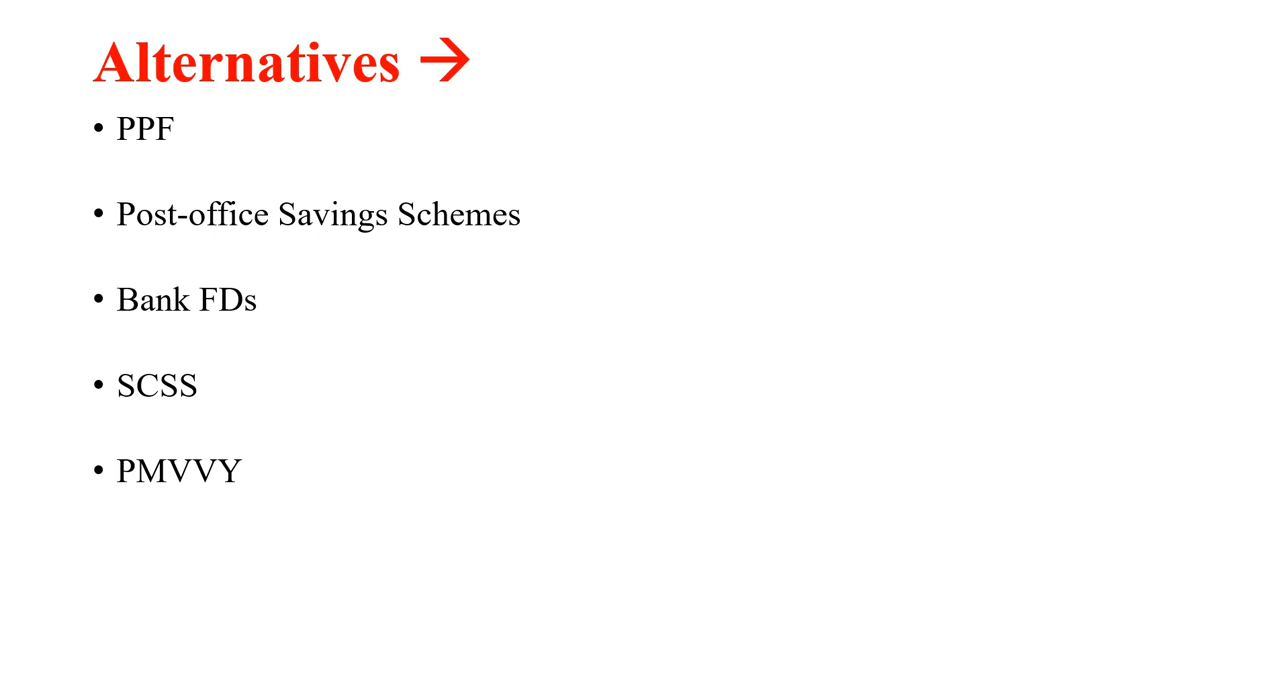 Alternatives →
• PPF
• Post-office Savings Schemes
• Bank FDs
• SCSS
• PMVVY